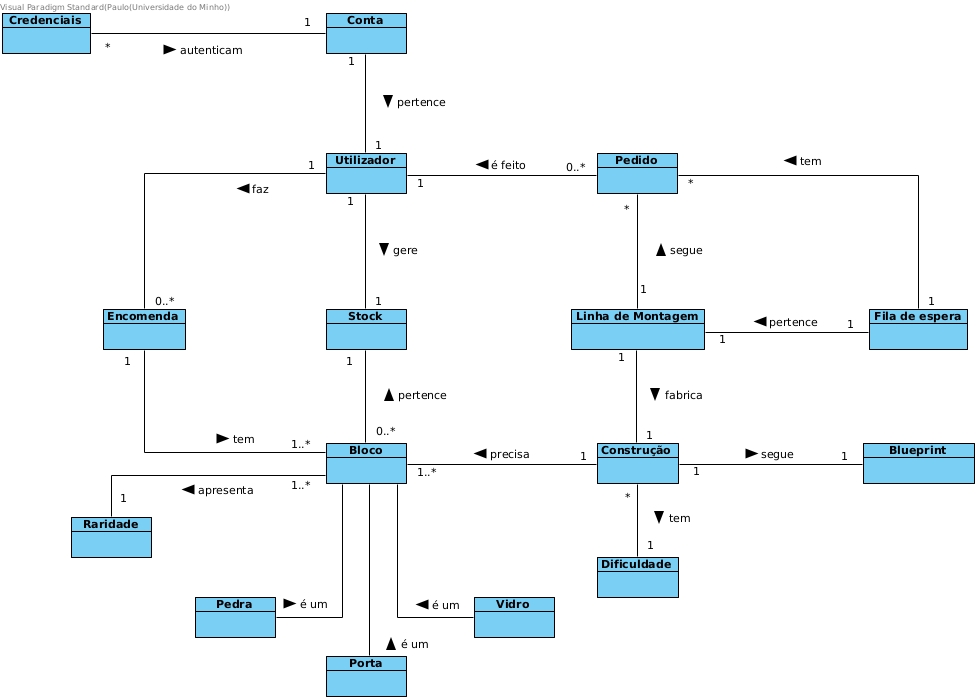 Visual Paradigm Standard(Paulo(Universidade do Minho))
Credenciais
Conta
1
*
autenticam
1
pertence
1
Utilizador
Pedido
1
faz
1
é feito
0..*
tem
*
1
*
gere
segue
0..*
1
1
1
Encomenda
Stock
Linha de Montagem
Fila de espera
pertence
1
1
1
1
1
pertence
fabrica
0..*
1
tem
1..*
Bloco
Construção
Blueprint
precisa
1
1..*
segue
1
1
apresenta
1..*
1
*
Raridade
tem
1
Dificuldade
Pedra
é um
é um
Vidro
é um
Porta